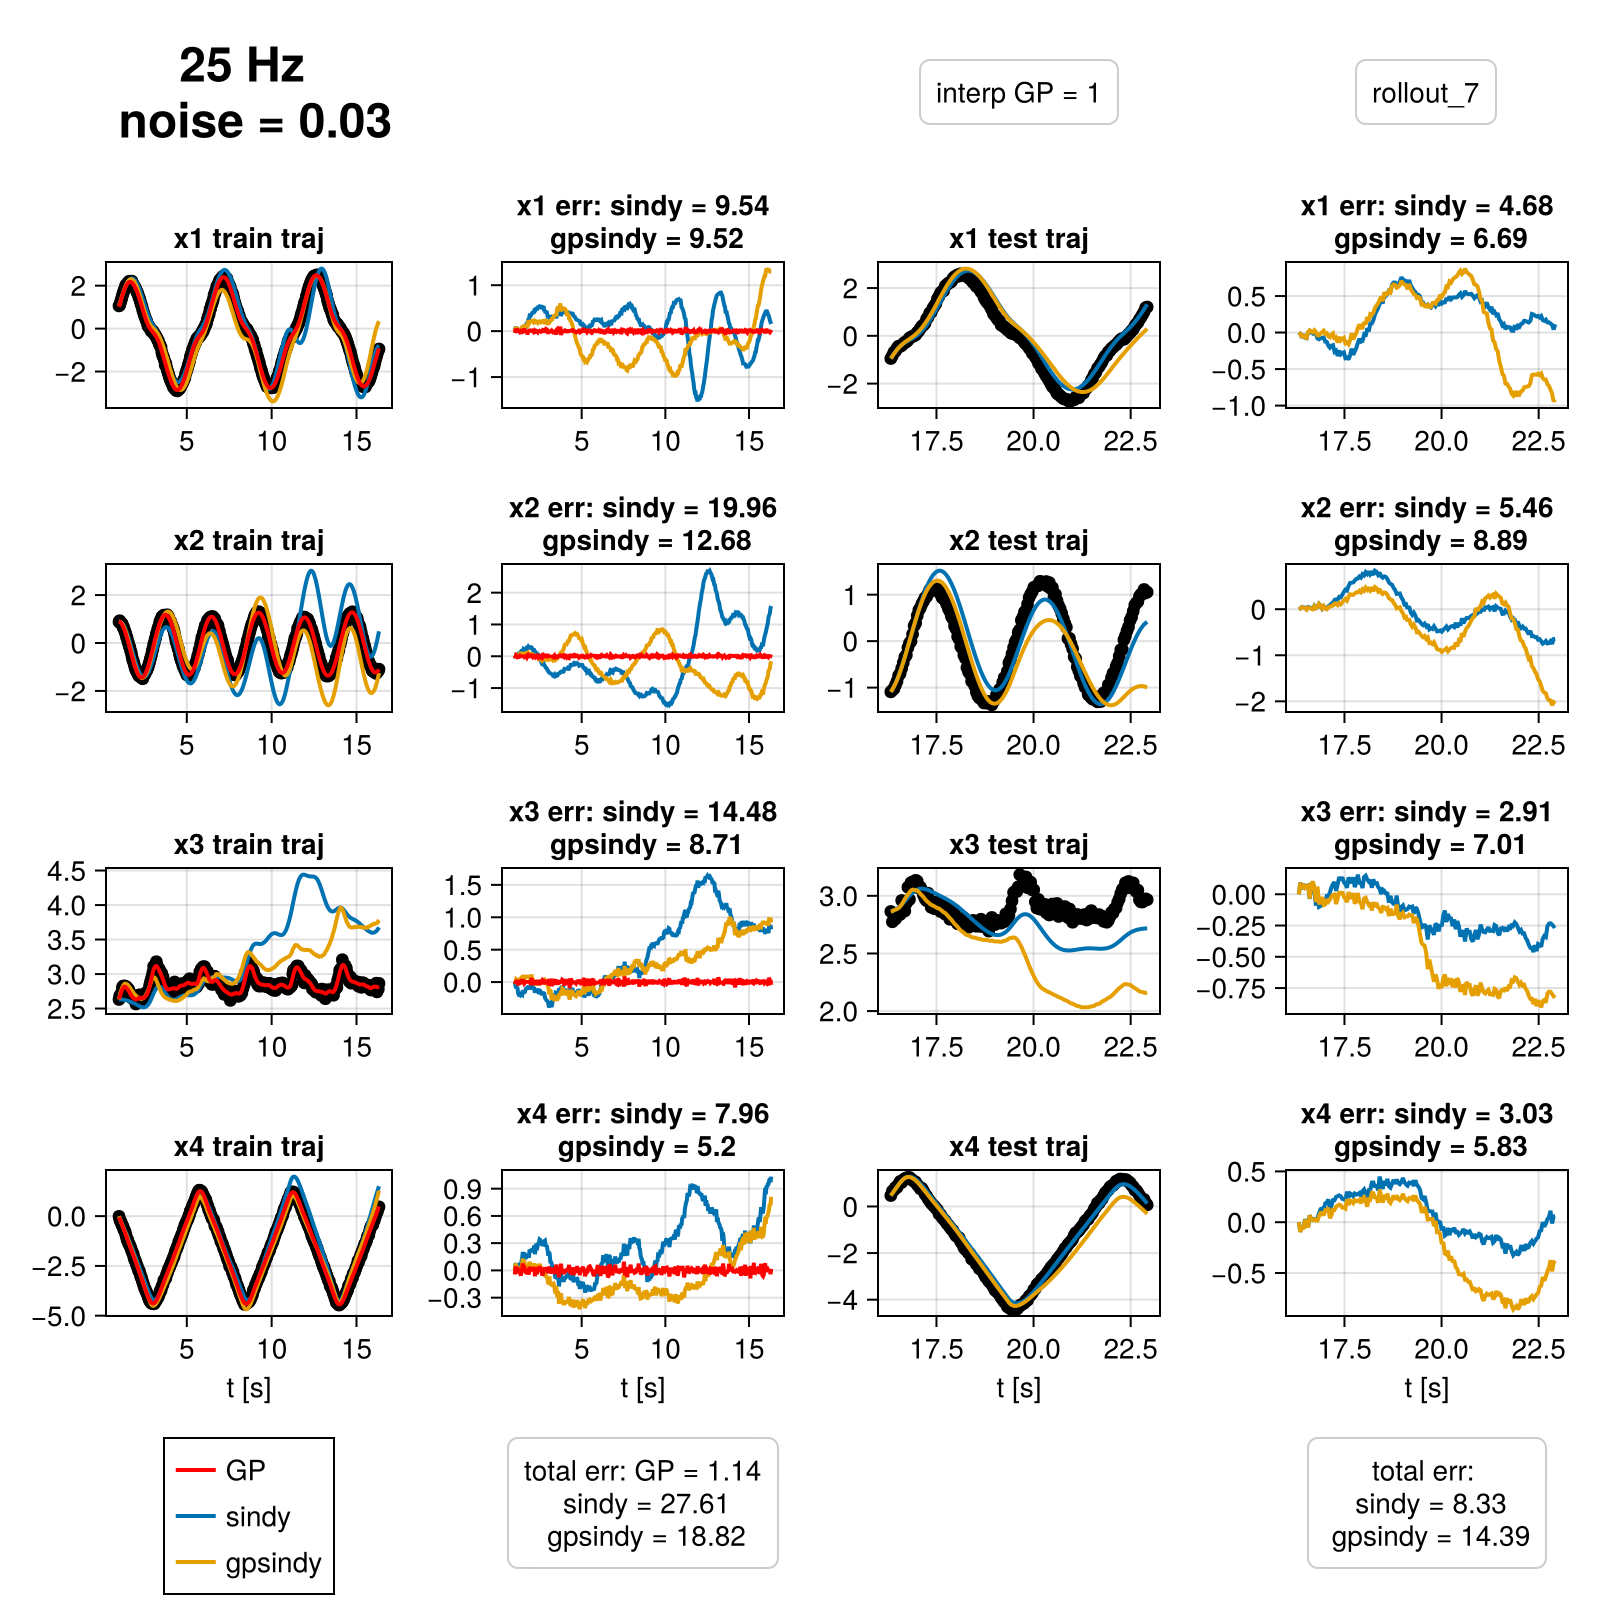 25 Hz
noise = 0.03
interp GP = 1
rollout_7
x1 train traj
2
0
−2
5
10
15
x1 err: sindy = 9.54
gpsindy = 9.52
1
0
−1
5
10
15
x1 test traj
2
0
−2
17.5
20.0
22.5
x1 err: sindy = 4.68
gpsindy = 6.69
0.5
0.0
−0.5
−1.0
17.5
20.0
22.5
x2 train traj
2
0
−2
5
10
15
x2 err: sindy = 19.96
gpsindy = 12.68
2
1
0
−1
5
10
15
x2 test traj
1
0
−1
17.5
20.0
22.5
x2 err: sindy = 5.46
gpsindy = 8.89
0
−1
−2
17.5
20.0
22.5
x3 train traj
4.5
4.0
3.5
3.0
2.5
5
10
15
x3 err: sindy = 14.48
gpsindy = 8.71
1.5
1.0
0.5
0.0
5
10
15
x3 test traj
3.0
2.5
2.0
17.5
20.0
22.5
x3 err: sindy = 2.91
gpsindy = 7.01
0.00
−0.25
−0.50
−0.75
17.5
20.0
22.5
x4 train traj
0.0
−2.5
−5.0
5
10
15
t [s]
x4 err: sindy = 7.96
gpsindy = 5.2
0.9
0.6
0.3
0.0
−0.3
5
10
15
t [s]
x4 test traj
0
−2
−4
17.5
20.0
22.5
t [s]
x4 err: sindy = 3.03
gpsindy = 5.83
0.5
0.0
−0.5
17.5
20.0
22.5
t [s]
GP
sindy
gpsindy
total err: GP = 1.14
sindy = 27.61
gpsindy = 18.82
total err:
sindy = 8.33
gpsindy = 14.39